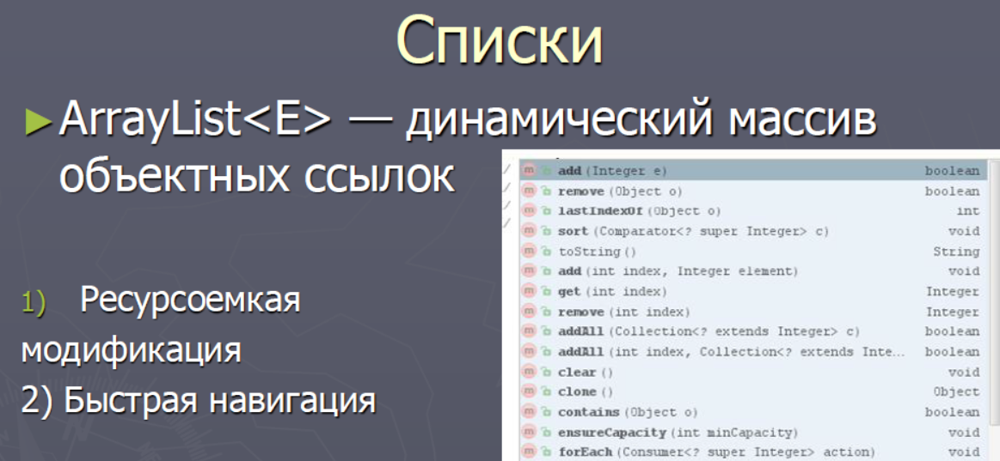 Списки
►ArrayList<E> — динамический массив
объектных ссылок
1) Ресурсоемкая
модификация
2) Быстрая навигация
m add(Integer e) boolean
m remove(Object o) boolean
m lastIndexOf(Object o) int
m sort(Comparator<? super Integer> c) void
m toString() String
m add(int index, Integer element) void
m get(int index) Integer
m remove(int index) Integer
m addAll(Collection<? extends Integer> c) boolean
m addAll(int index, Collection<? extends Inte... boolean
m clear() void
m clone() Object
m contains(Object o) boolean
m ensureCapacity(int minCapacity) void
m forEach(Consumer<? super Integer> action) void